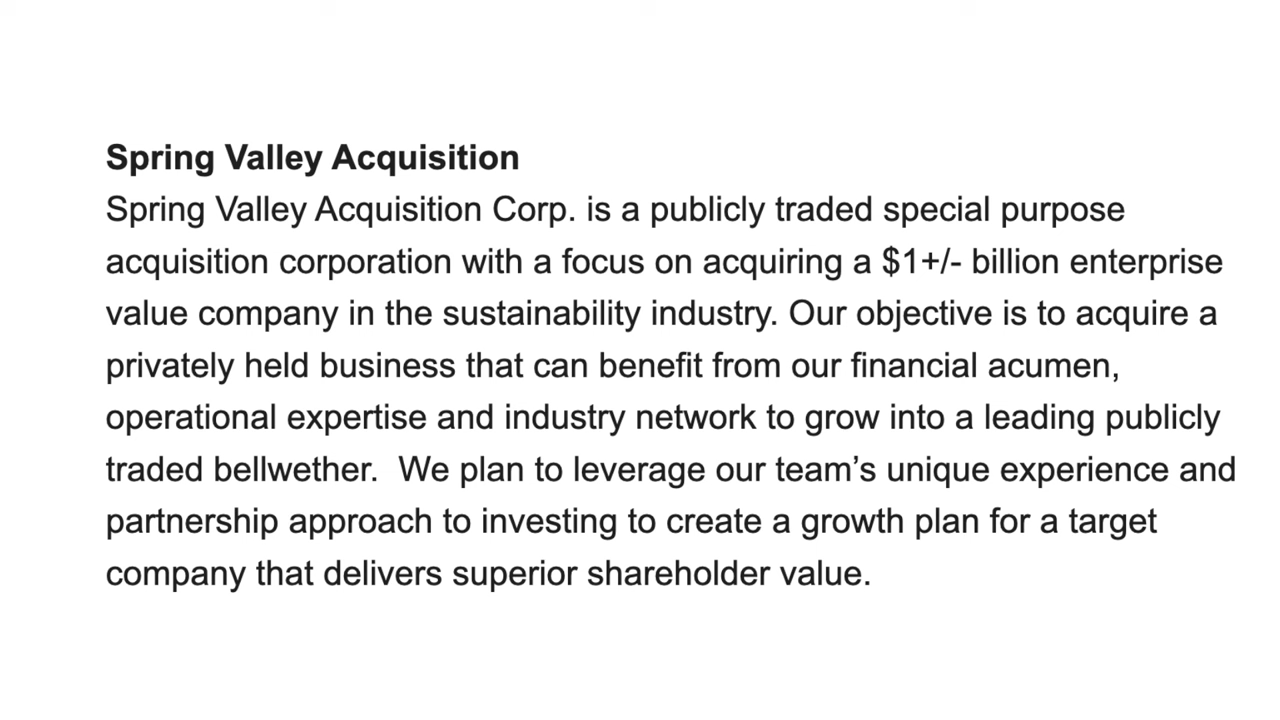 Spring Valley Acquisition
Spring Valley Acquisition Corp. is a publicly traded special purpose
acquisition corporation with a focus on acquiring a $1+/- billion enterprise
value company in the sustainability industry. Our objective is to acquire a
privately held business that can benefit from our financial acumen,
operational expertise and industry network to grow into a leading publicly
traded bellwether.  We plan to leverage our team’s unique experience and
partnership approach to investing to create a growth plan for a target
company that delivers superior shareholder value.